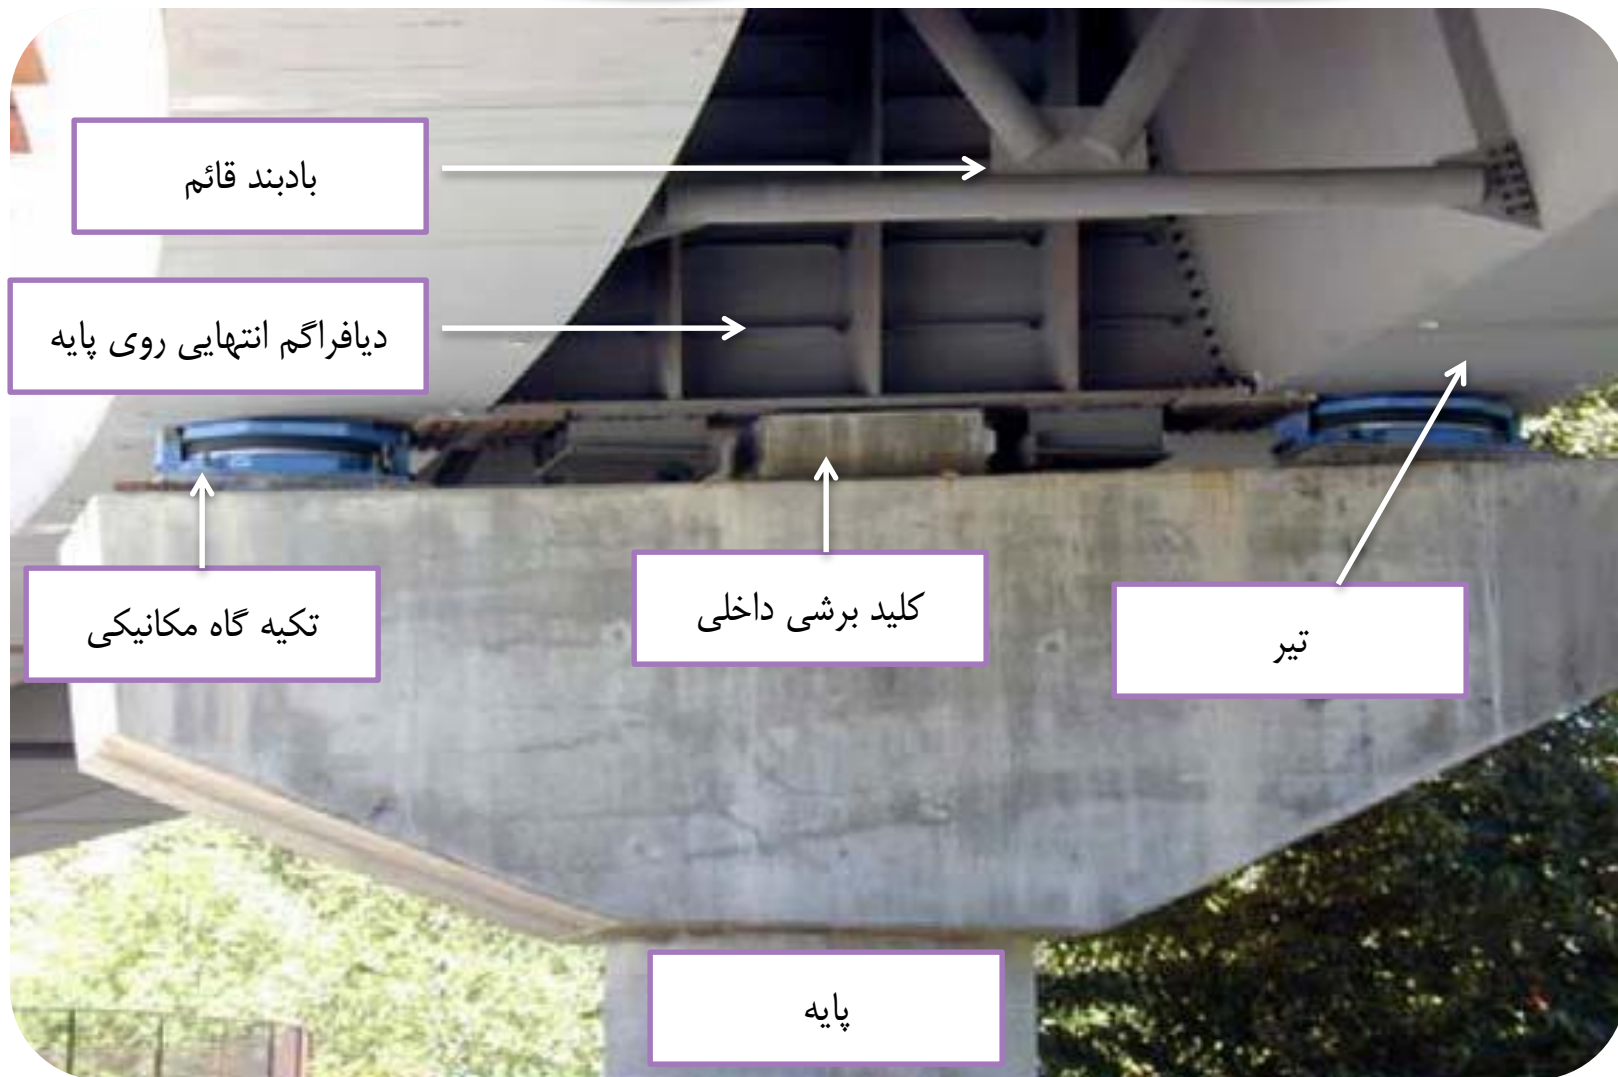 بادبند قائم
دیافراگم انتهایی روی پایه
تکیه گاه مکانیکی
کلید برشی داخلی
تیر
پایه